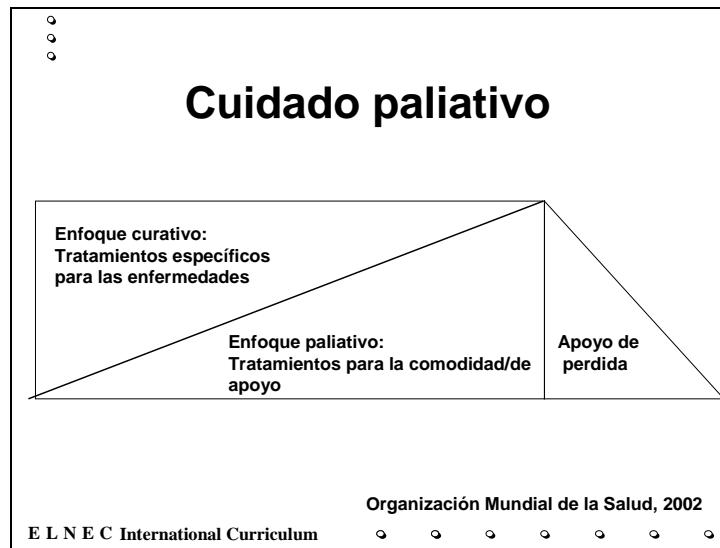 Cuidado paliativo
Enfoque curativo:
Tratamientos específicos
para las enfermedades
Enfoque paliativo:
Tratamientos para la comodidad/de
apoyo
Apoyo de
perdida
Organización Mundial de la Salud, 2002
E L N E C International Curriculum